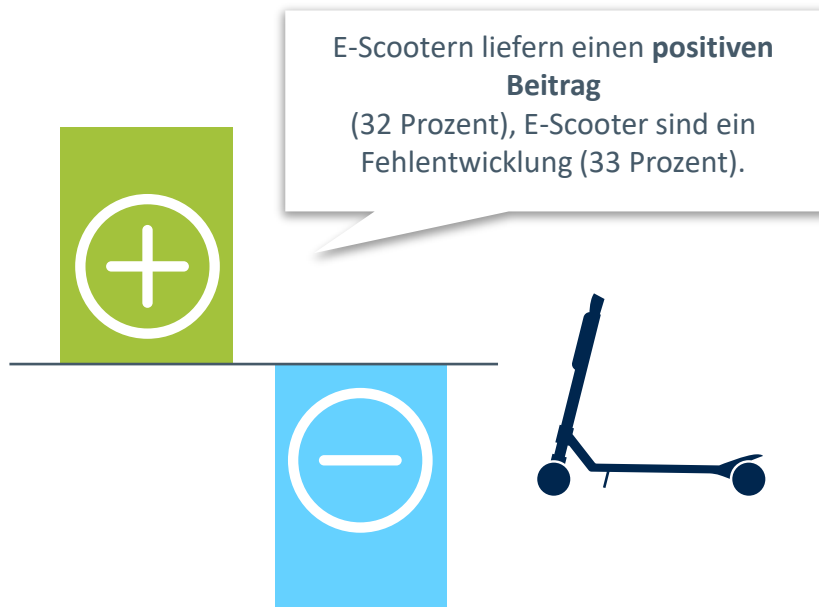 E-Scootern liefern einen positiven
Beitrag
(32 Prozent), E-Scooter sind ein
Fehlentwicklung (33 Prozent).